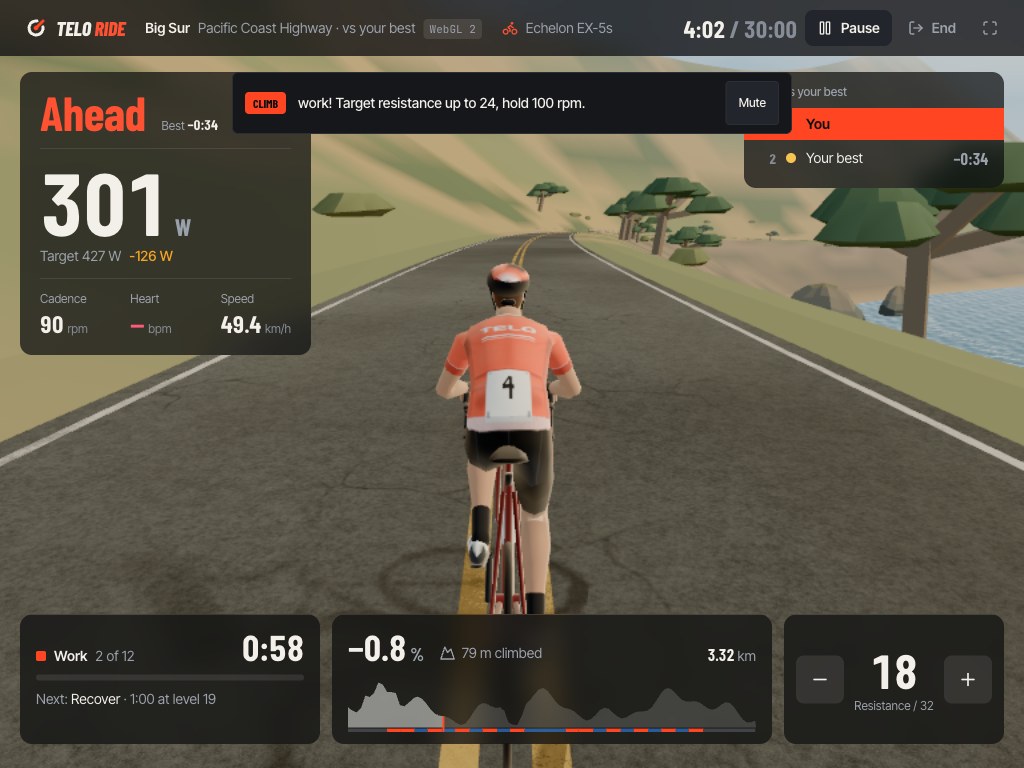 TELO RIDE Big Sur Pacific Coast Highway · vs your best WebGL 2 Echelon EX-5s 4:02 / 30:00 Pause End
CLIMB work! Target resistance up to 24, hold 100 rpm. Mute
s your best
Ahead Best −0:34
You
2 Your best −0:34
301 W
Target 427 W -126 W
Cadence Heart Speed
90 rpm – bpm 49.4 km/h
TELO
4
Work 2 of 12 0:58
Next: Recover · 1:00 at level 19
−0.8 % 79 m climbed 3.32 km
− 18 +
Resistance / 32